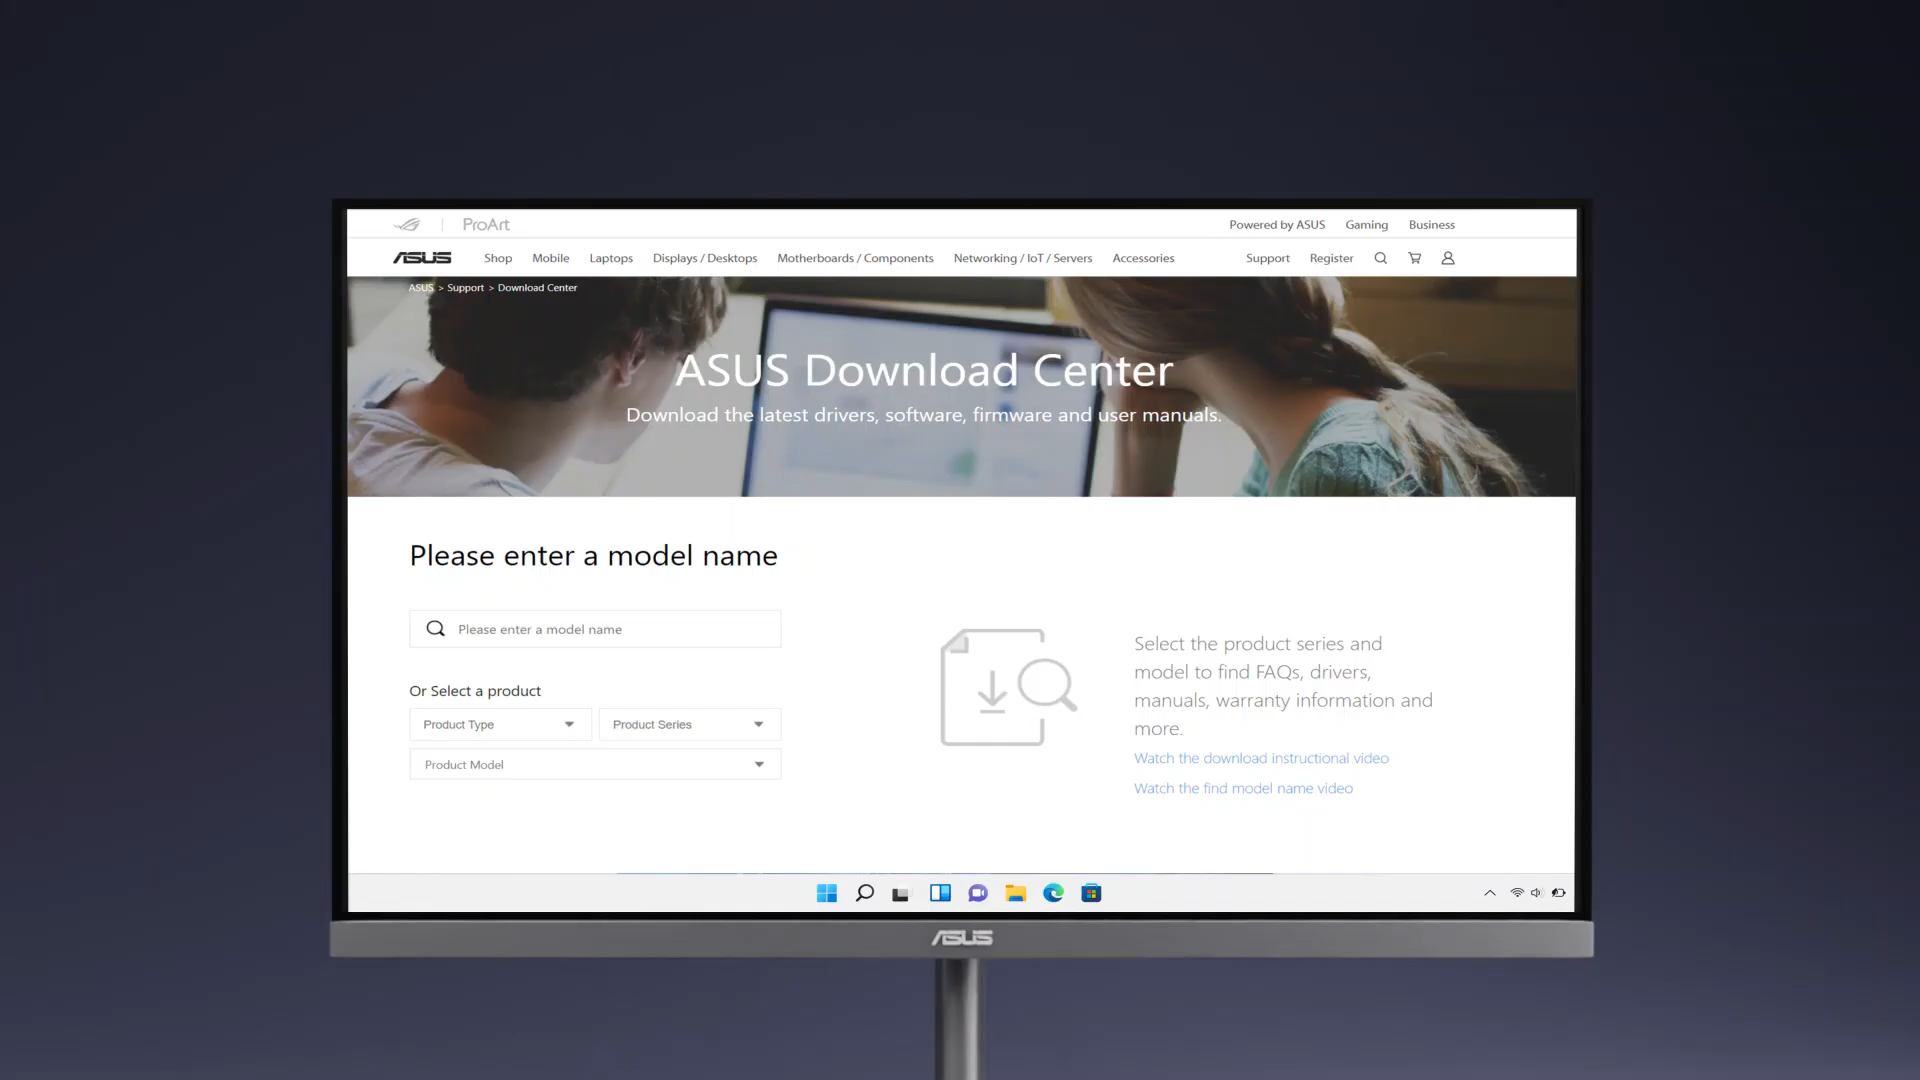 ProArt
Powered by ASUS Gaming Business
ASUS Shop Mobile Laptops Displays / Desktops Motherboards / Components Networking / IoT / Servers Accessories Support Register
ASUS > Support > Download Center
ASUS Download Center
Download the latest drivers, software, firmware and user manuals.
Please enter a model name
Please enter a model name
Or Select a product
Product Type
Product Series
Product Model
Select the product series and
model to find FAQs, drivers,
manuals, warranty information and
more.
Watch the download instructional video
Watch the find model name video
ASUS